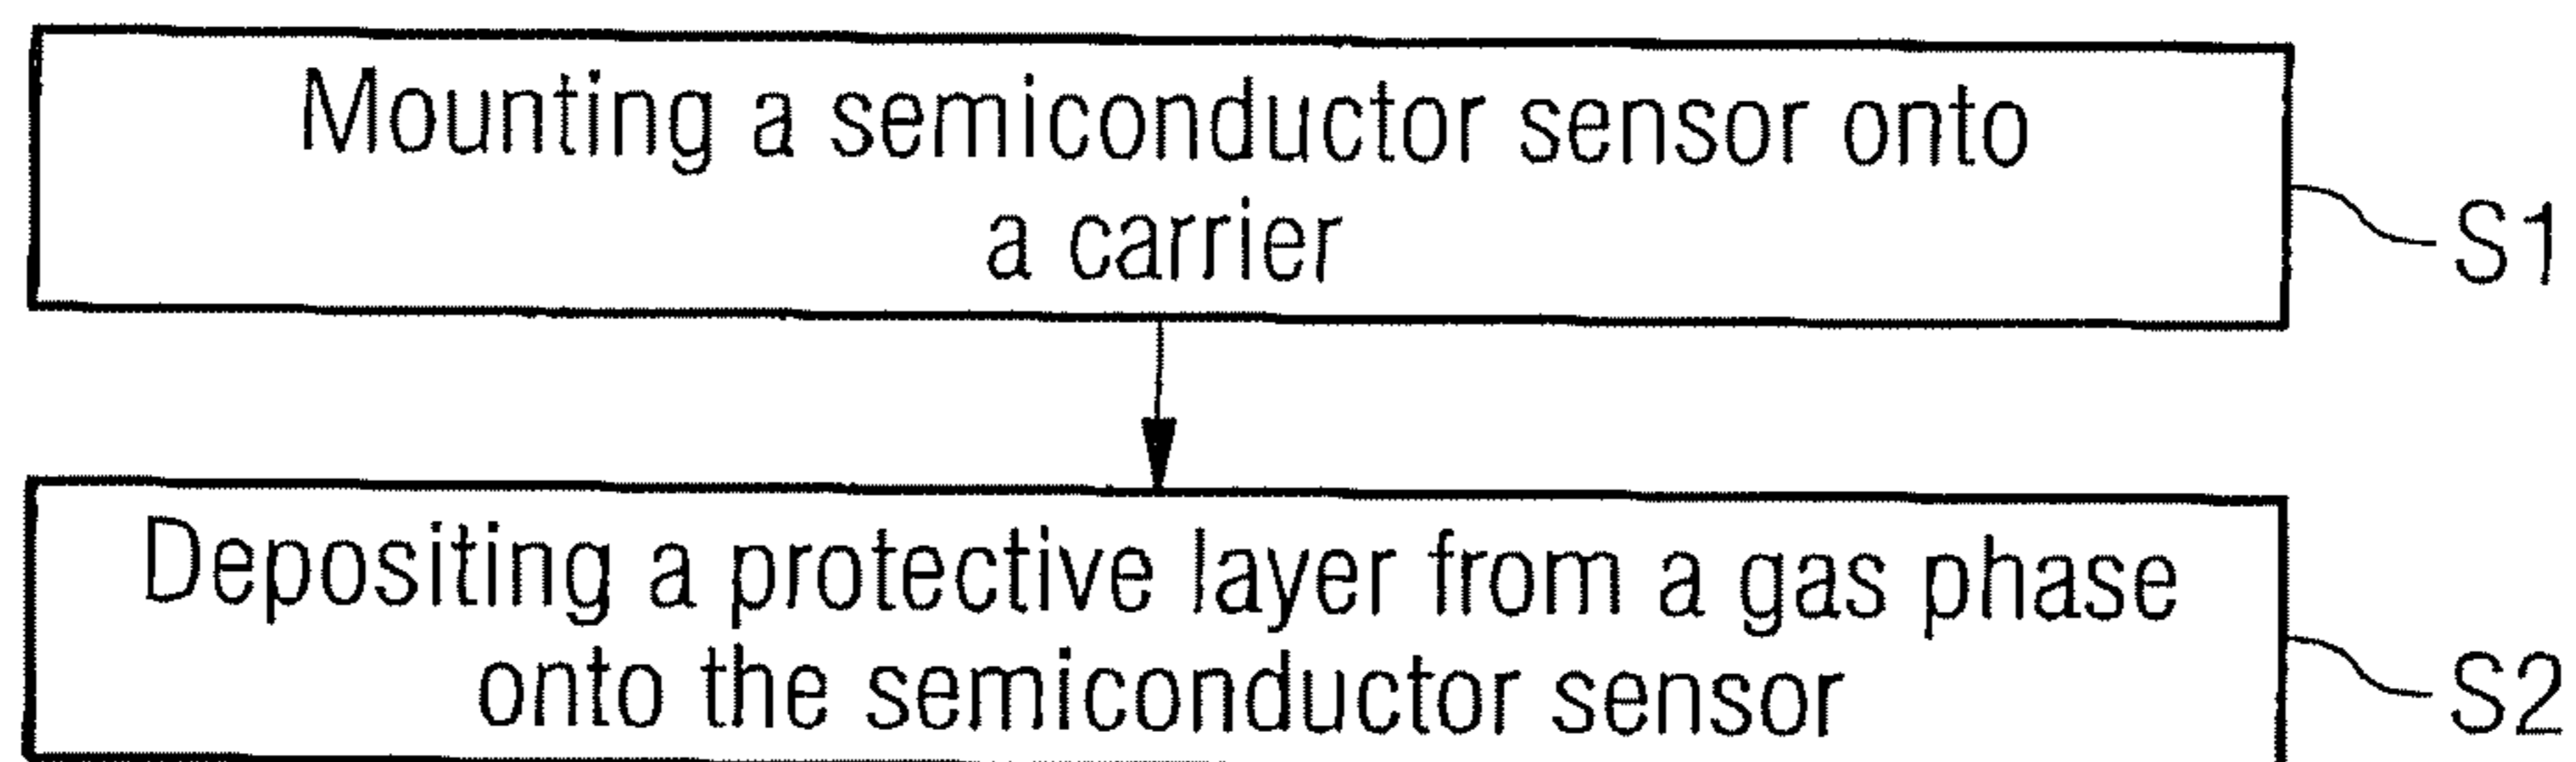 Mounting a semiconductor sensor onto
a carrier
S1
Depositing a protective layer from a gas phase
onto the semiconductor sensor
S2